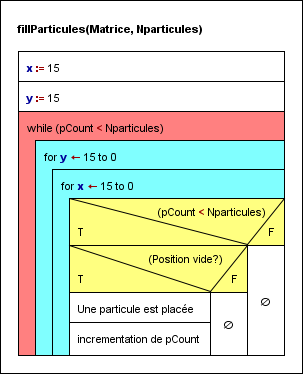 fillParticules(Matrice, Nparticules)
x := 15
y := 15
while (pCount < Nparticules)
for y ← 15 to 0
for x ← 15 to 0
(pCount < Nparticules)
T
F
(Position vide?)
T
F
∅
Une particule est placée
∅
incrementation de pCount